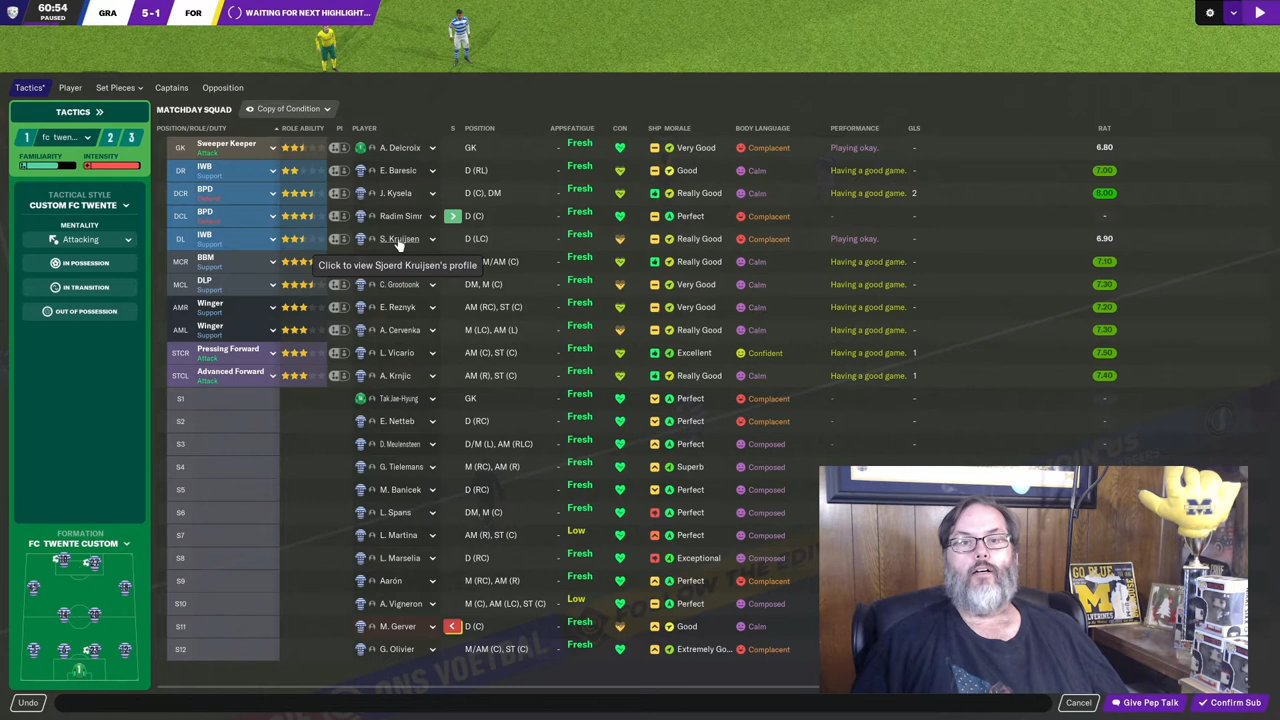 60:54
PAUSED
GRA
5 - 1
FOR
WAITING FOR NEXT HIGHLIGHT...
Tactics*
Player
Set Pieces
Captains
Opposition
TACTICS
1
fc twen...
2
3
FAMILIARITY
INTENSITY
TACTICAL STYLE
CUSTOM FC TWENTE
MENTALITY
Attacking
IN POSSESSION
IN TRANSITION
OUT OF POSSESSION
FORMATION
FC TWENTE CUSTOM
MATCHDAY SQUAD
Copy of Condition
POSITION/ROLE/DUTY ROLE ABILITY PI PLAYER S POSITION APPS FATIGUE CON SHP MORALE BODY LANGUAGE PERFORMANCE GLS RAT
GK Sweeper Keeper Attack A. Delcroix GK - Fresh Very Good Complacent Playing okay. - 6.80
DR IWB Support E. Baresic D (RL) - Fresh Good Calm Having a good game. - 7.00
DCR BPD Defend J. Kysela D (C), DM - Fresh Really Good Calm Having a good game. 2 8.00
DCL BPD Defend Radim Simr D (C) - Fresh Perfect Complacent - - -
DL IWB Support S. Kruijsen D (LC) - Fresh Really Good Complacent Playing okay. - 6.90
Click to view Sjoerd Kruijsen's profile
MCR BBM Support M/AM (C) - Fresh Really Good Calm Having a good game. - 7.10
MCL DLP Support C. Grootoonk DM, M (C) - Fresh Very Good Calm Having a good game. - 7.30
AMR Winger Support E. Reznyk AM (RC), ST (C) - Fresh Very Good Calm Having a good game. - 7.20
AML Winger Support A. Cervenka M (LC), AM (L) - Fresh Really Good Calm Having a good game. - 7.30
STCR Pressing Forward Attack L. Vicario AM (C), ST (C) - Fresh Excellent Confident Having a good game. 1 7.50
STCL Advanced Forward Attack A. Krnjic AM (R), ST (C) - Fresh Really Good Calm Having a good game. 1 7.40
S1 Tak Jae-Hyung GK - Fresh Perfect Complacent - - -
S2 E. Netteb D (RC) - Fresh Perfect Complacent - - -
S3 D. Meulensteen D/M (L), AM (RLC) - Fresh Perfect Composed - - -
S4 G. Tielemans M (RC), AM (R) - Fresh Superb Composed
S5 M. Banicek D (RC) - Fresh Perfect Composed
S6 L. Spans DM, M (C) - Fresh Perfect Composed
S7 L. Martina AM (R), ST (C) - Low Perfect Composed
S8 L. Marselia D (RC) - Fresh Exceptional Composed
S9 Aarón M (RC), AM (R) - Fresh Perfect Complacent
S10 A. Vigneron M (C), AM (LC), ST (C) - Low Perfect Composed
S11 M. Gerver D (C) - Fresh Good Calm
S12 G. Olivier M/AM (C), ST (C) - Fresh Extremely Go... Complacent
GO BLUE
M
WOLVERINES
M
Undo
Cancel
Give Pep Talk
Confirm Sub